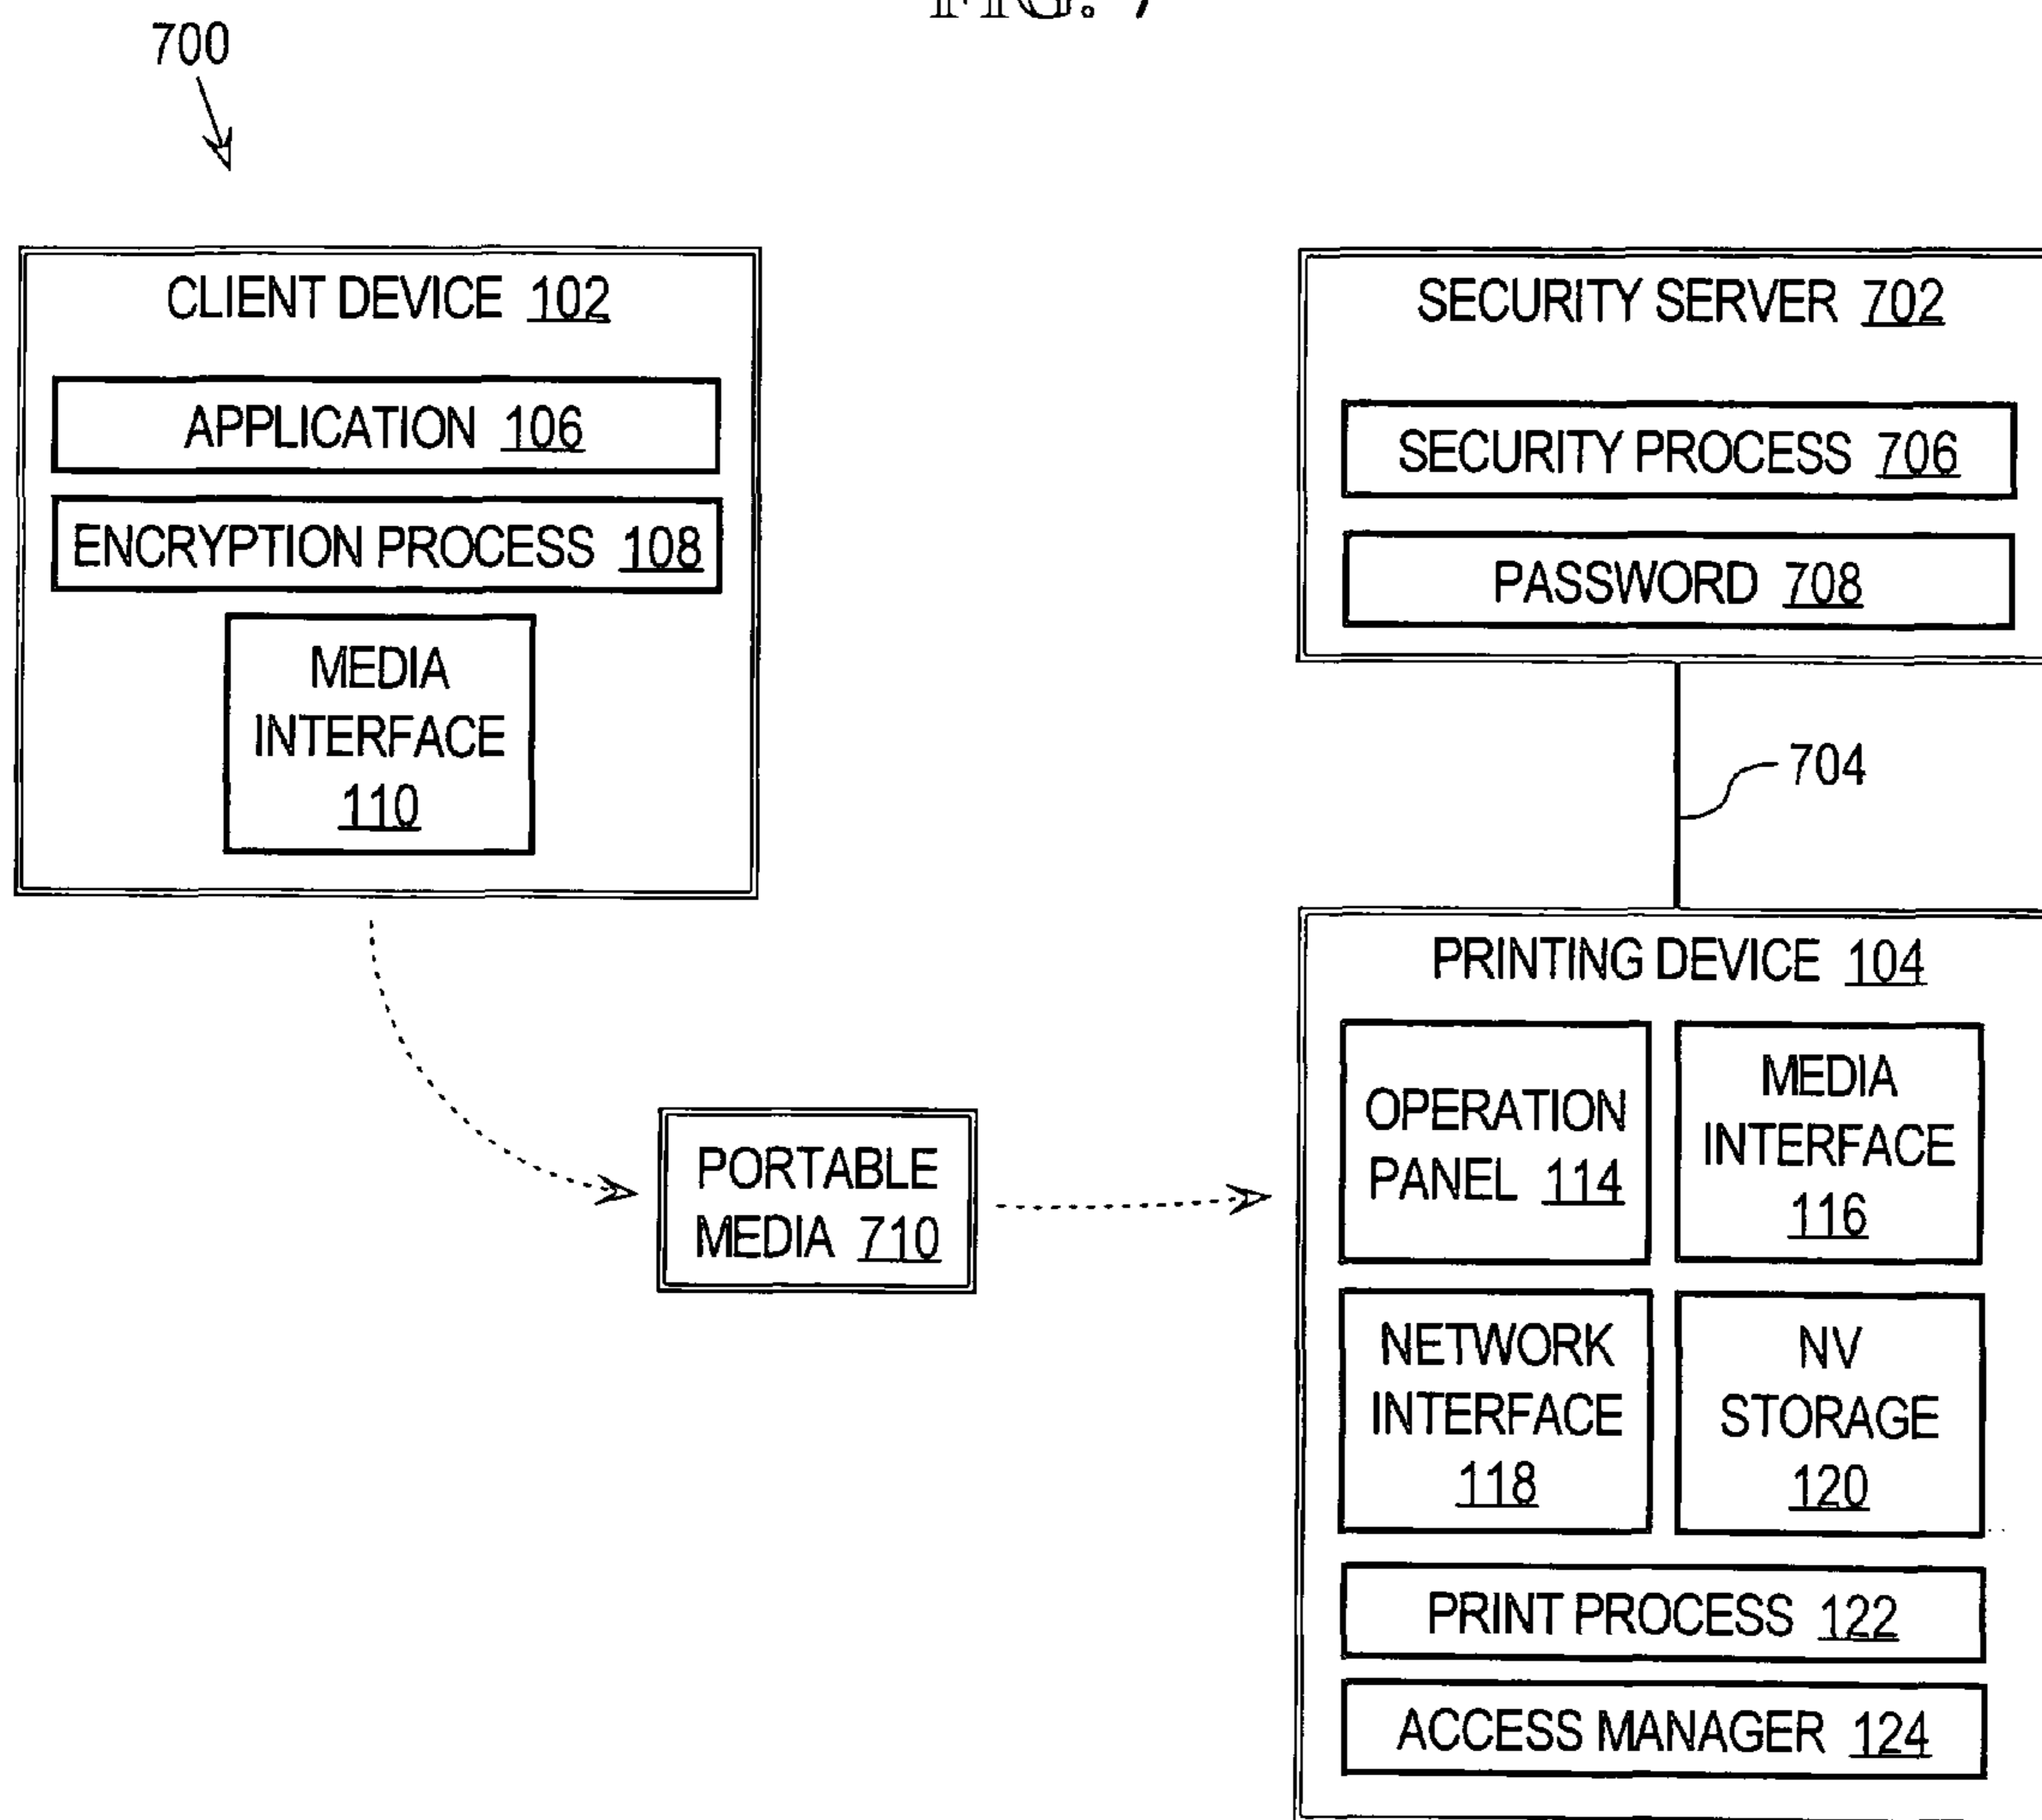 FIG. 7
700
CLIENT DEVICE 102
APPLICATION 106
ENCRYPTION PROCESS 108
MEDIA
INTERFACE
110
SECURITY SERVER 702
SECURITY PROCESS 706
PASSWORD 708
704
PORTABLE
MEDIA 710
PRINTING DEVICE 104
OPERATION
PANEL 114
MEDIA
INTERFACE
116
NETWORK
INTERFACE
118
NV
STORAGE
120
PRINT PROCESS 122
ACCESS MANAGER 124